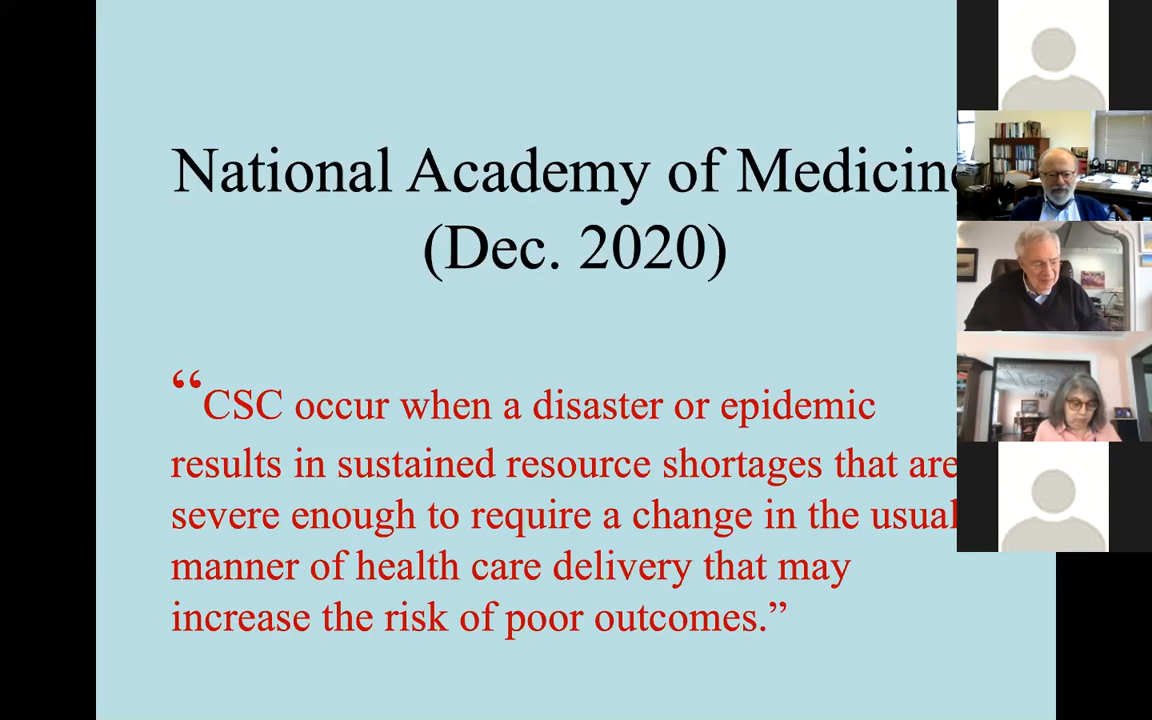 National Academy of Medicin
(Dec. 2020)
“CSC occur when a disaster or epidemic
results in sustained resource shortages that are
severe enough to require a change in the usual
manner of health care delivery that may
increase the risk of poor outcomes.”